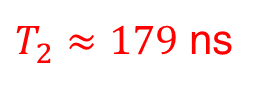 T₂ ≈ 179 ns